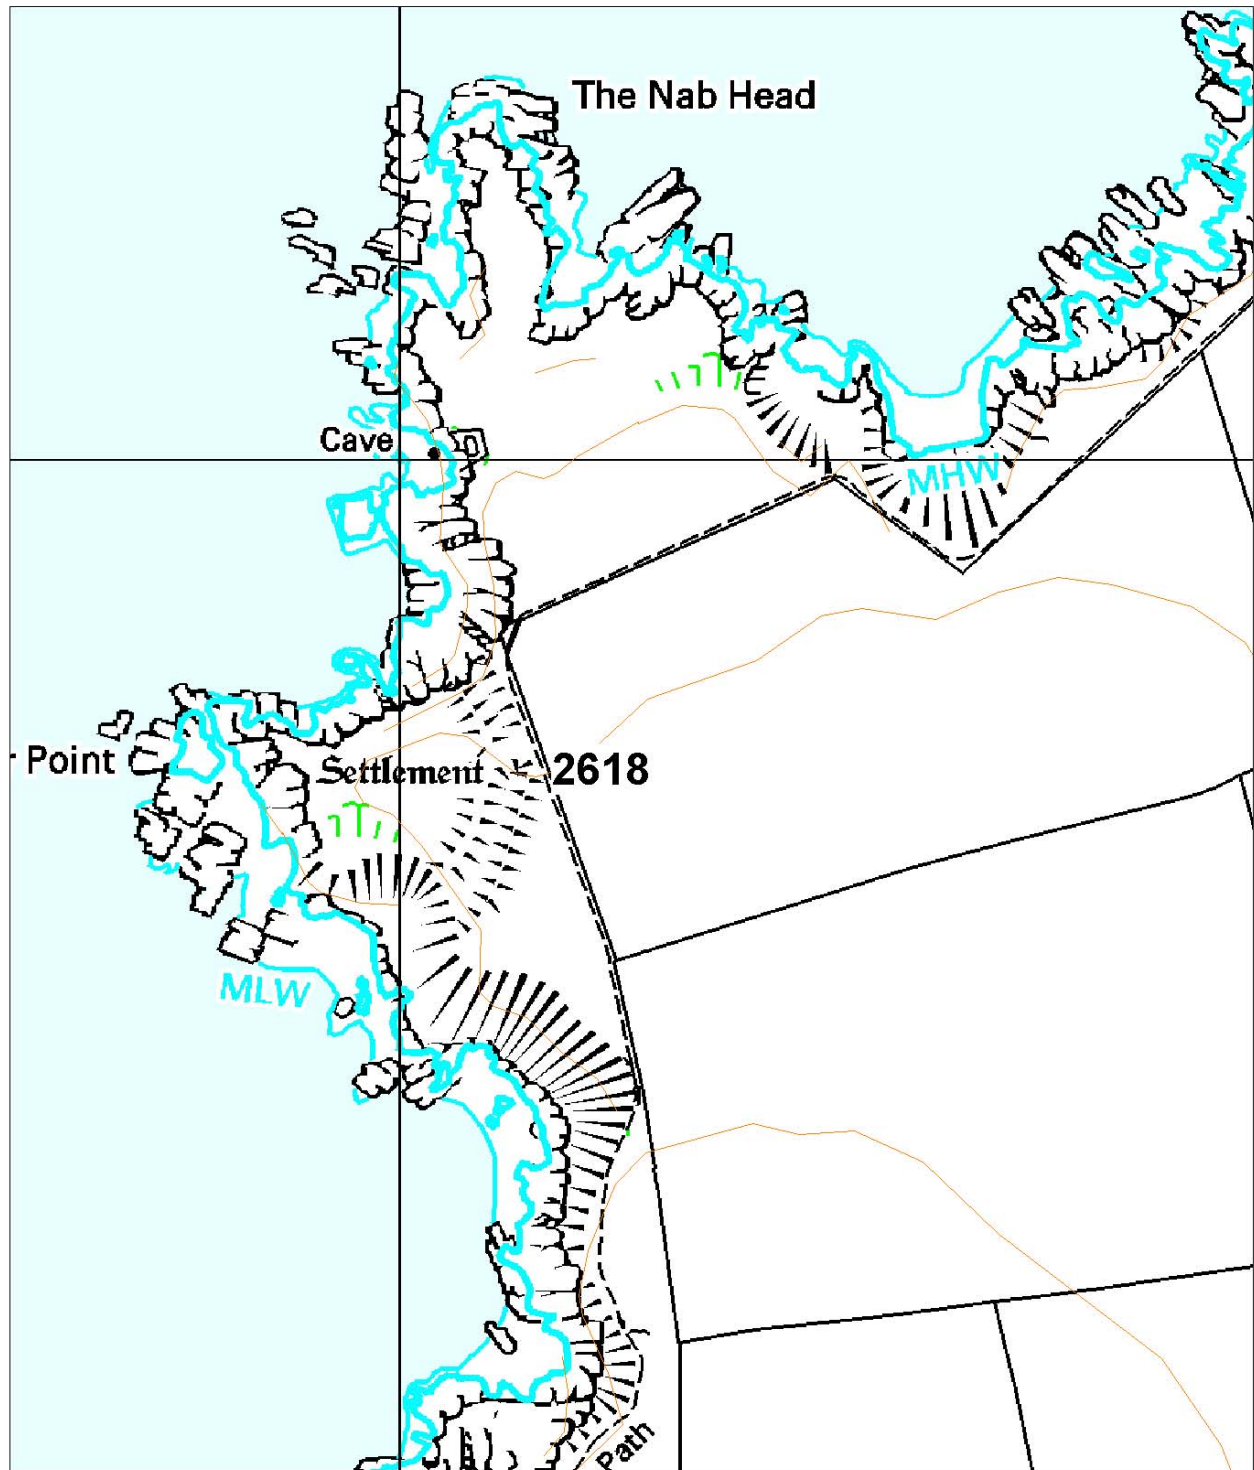 The Nab Head
Cave
MHW
Point
Settlement
2618
MLW
Path